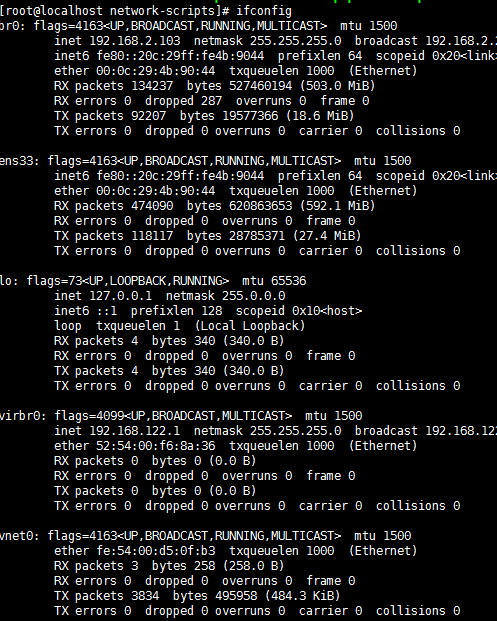 [root@localhost network-scripts]# ifconfig
br0: flags=4163<UP,BROADCAST,RUNNING,MULTICAST>  mtu 1500
        inet 192.168.2.103  netmask 255.255.255.0  broadcast 192.168.2.2
        inet6 fe80::20c:29ff:fe4b:9044  prefixlen 64  scopeid 0x20<link>
        ether 00:0c:29:4b:90:44  txqueuelen 1000  (Ethernet)
        RX packets 134237  bytes 527460194 (503.0 MiB)
        RX errors 0  dropped 287  overruns 0  frame 0
        TX packets 92207  bytes 19577366 (18.6 MiB)
        TX errors 0  dropped 0 overruns 0  carrier 0  collisions 0

ens33: flags=4163<UP,BROADCAST,RUNNING,MULTICAST>  mtu 1500
        inet6 fe80::20c:29ff:fe4b:9044  prefixlen 64  scopeid 0x20<link>
        ether 00:0c:29:4b:90:44  txqueuelen 1000  (Ethernet)
        RX packets 474090  bytes 620863653 (592.1 MiB)
        RX errors 0  dropped 0  overruns 0  frame 0
        TX packets 118117  bytes 28785371 (27.4 MiB)
        TX errors 0  dropped 0 overruns 0  carrier 0  collisions 0

lo: flags=73<UP,LOOPBACK,RUNNING>  mtu 65536
        inet 127.0.0.1  netmask 255.0.0.0
        inet6 ::1  prefixlen 128  scopeid 0x10<host>
        loop  txqueuelen 1  (Local Loopback)
        RX packets 4  bytes 340 (340.0 B)
        RX errors 0  dropped 0  overruns 0  frame 0
        TX packets 4  bytes 340 (340.0 B)
        TX errors 0  dropped 0 overruns 0  carrier 0  collisions 0

virbr0: flags=4099<UP,BROADCAST,MULTICAST>  mtu 1500
        inet 192.168.122.1  netmask 255.255.255.0  broadcast 192.168.122
        ether 52:54:00:f6:8a:36  txqueuelen 1000  (Ethernet)
        RX packets 0  bytes 0 (0.0 B)
        RX errors 0  dropped 0  overruns 0  frame 0
        TX packets 0  bytes 0 (0.0 B)
        TX errors 0  dropped 0 overruns 0  carrier 0  collisions 0

vnet0: flags=4163<UP,BROADCAST,RUNNING,MULTICAST>  mtu 1500
        ether fe:54:00:d5:0f:b3  txqueuelen 1000  (Ethernet)
        RX packets 3  bytes 258 (258.0 B)
        RX errors 0  dropped 0  overruns 0  frame 0
        TX packets 3834  bytes 495958 (484.3 KiB)
        TX errors 0  dropped 0 overruns 0  carrier 0  collisions 0